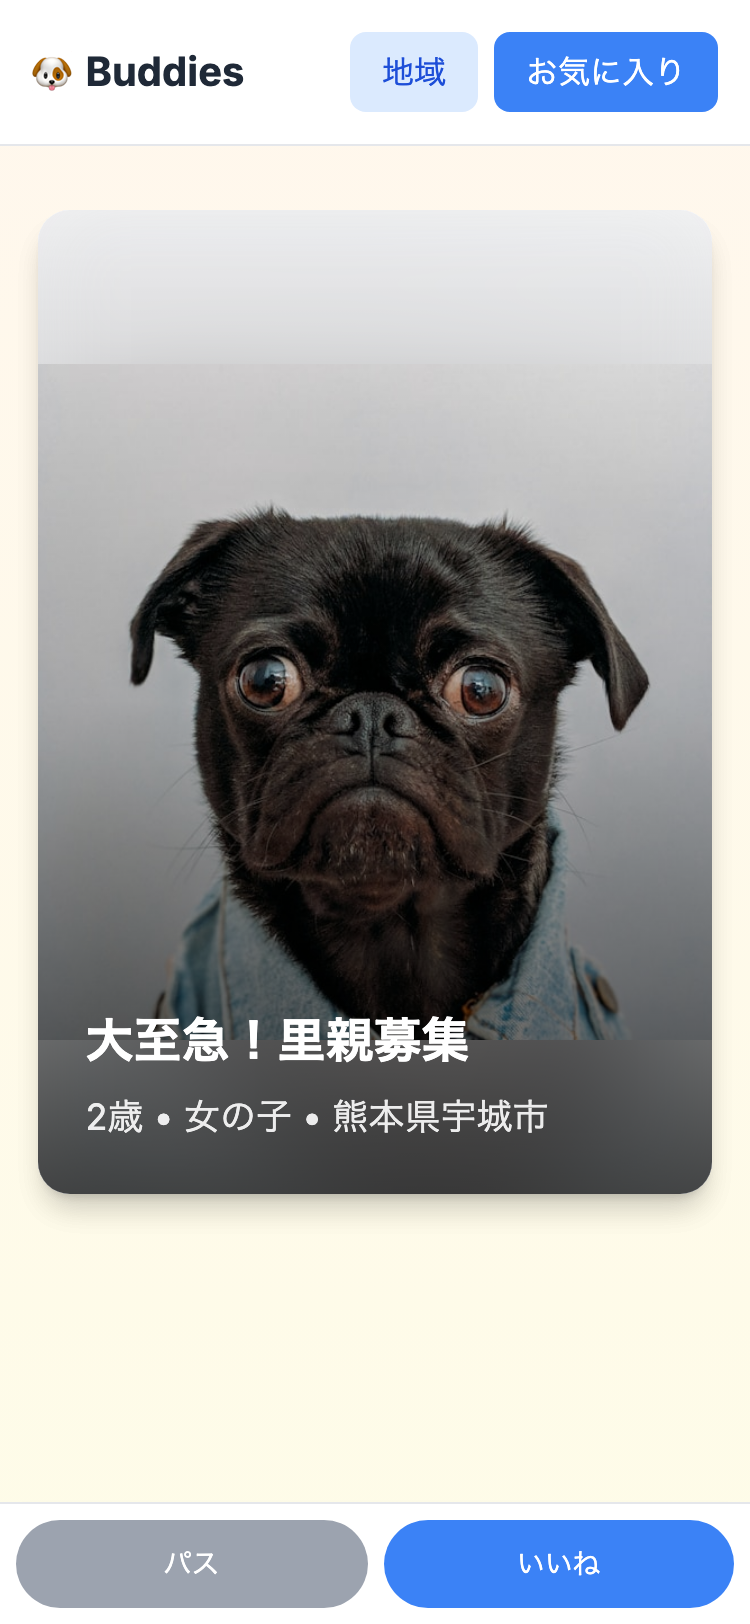 Buddies
地域
お気に入り
大至急！里親募集
2歳 • 女の子 • 熊本県宇城市
パス
いいね